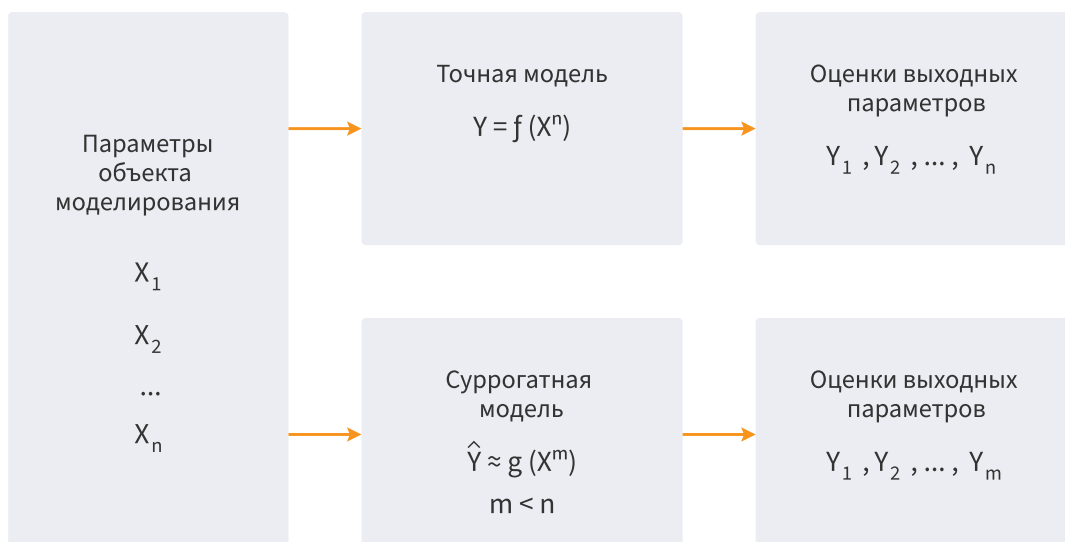 Параметры
объекта
моделирования
X₁
X₂
...
Xₙ
Точная модель
Y = ƒ (Xⁿ)
Оценки выходных
параметров
Y₁ , Y₂ , ... , Yₙ
Суррогатная
модель
Ŷ ≈ g (Xᵐ)
m < n
Оценки выходных
параметров
Y₁ , Y₂ , ... , Yₘ